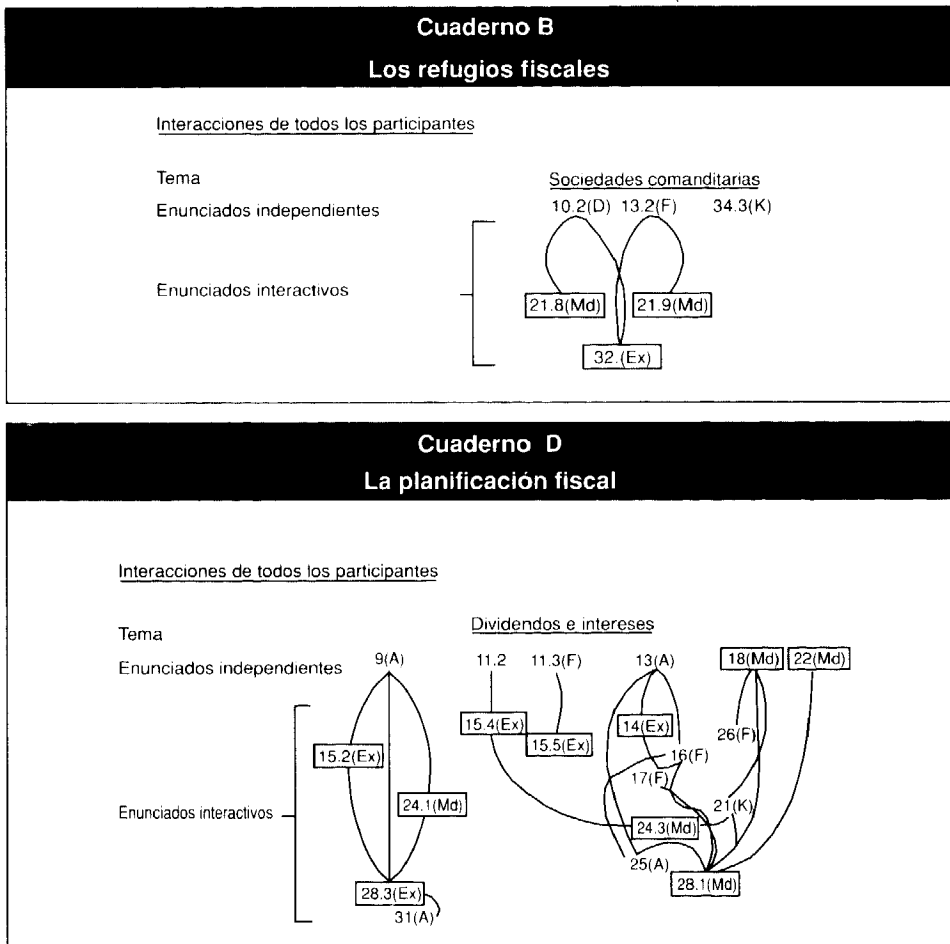 Cuaderno B
Los refugios fiscales
Interacciones de todos los participantes
Tema
Sociedades comanditarias
Enunciados independientes
10.2(D) 13.2(F) 34.3(K)
Enunciados interactivos
21.8(Md) 21.9(Md)
32.(Ex)
Cuaderno D
La planificación fiscal
Interacciones de todos los participantes
Tema
Dividendos e intereses
Enunciados independientes
9(A) 11.2 11.3(F) 13(A) 18(Md) 22(Md)
15.4(Ex) 14(Ex)
15.5(Ex) 26(F)
15.2(Ex) 16(F)
17(F)
24.1(Md) 21(K)
Enunciados interactivos
24.3(Md)
25(A)
28.3(Ex) 28.1(Md)
31(A)